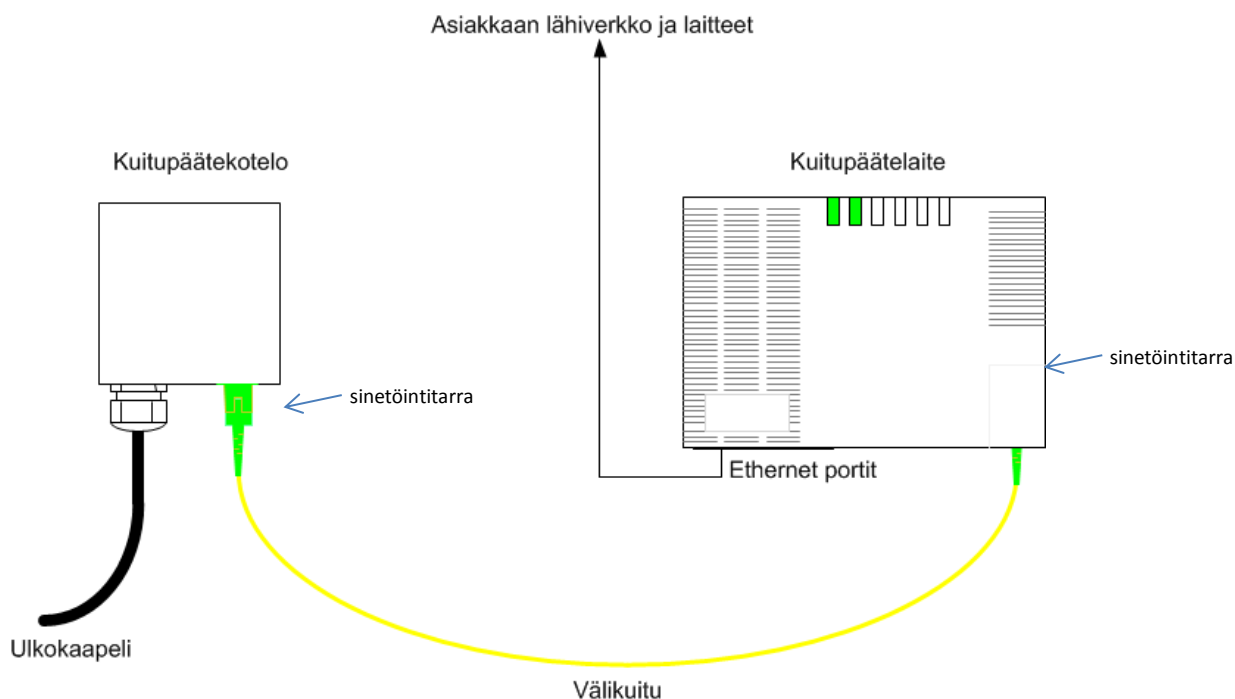 Asiakkaan lähiverkko ja laitteet
Kuitupäätekotelo
Kuitupäätelaite
sinetöintitarra
sinetöintitarra
Ethernet portit
Ulkokaapeli
Välikuitu